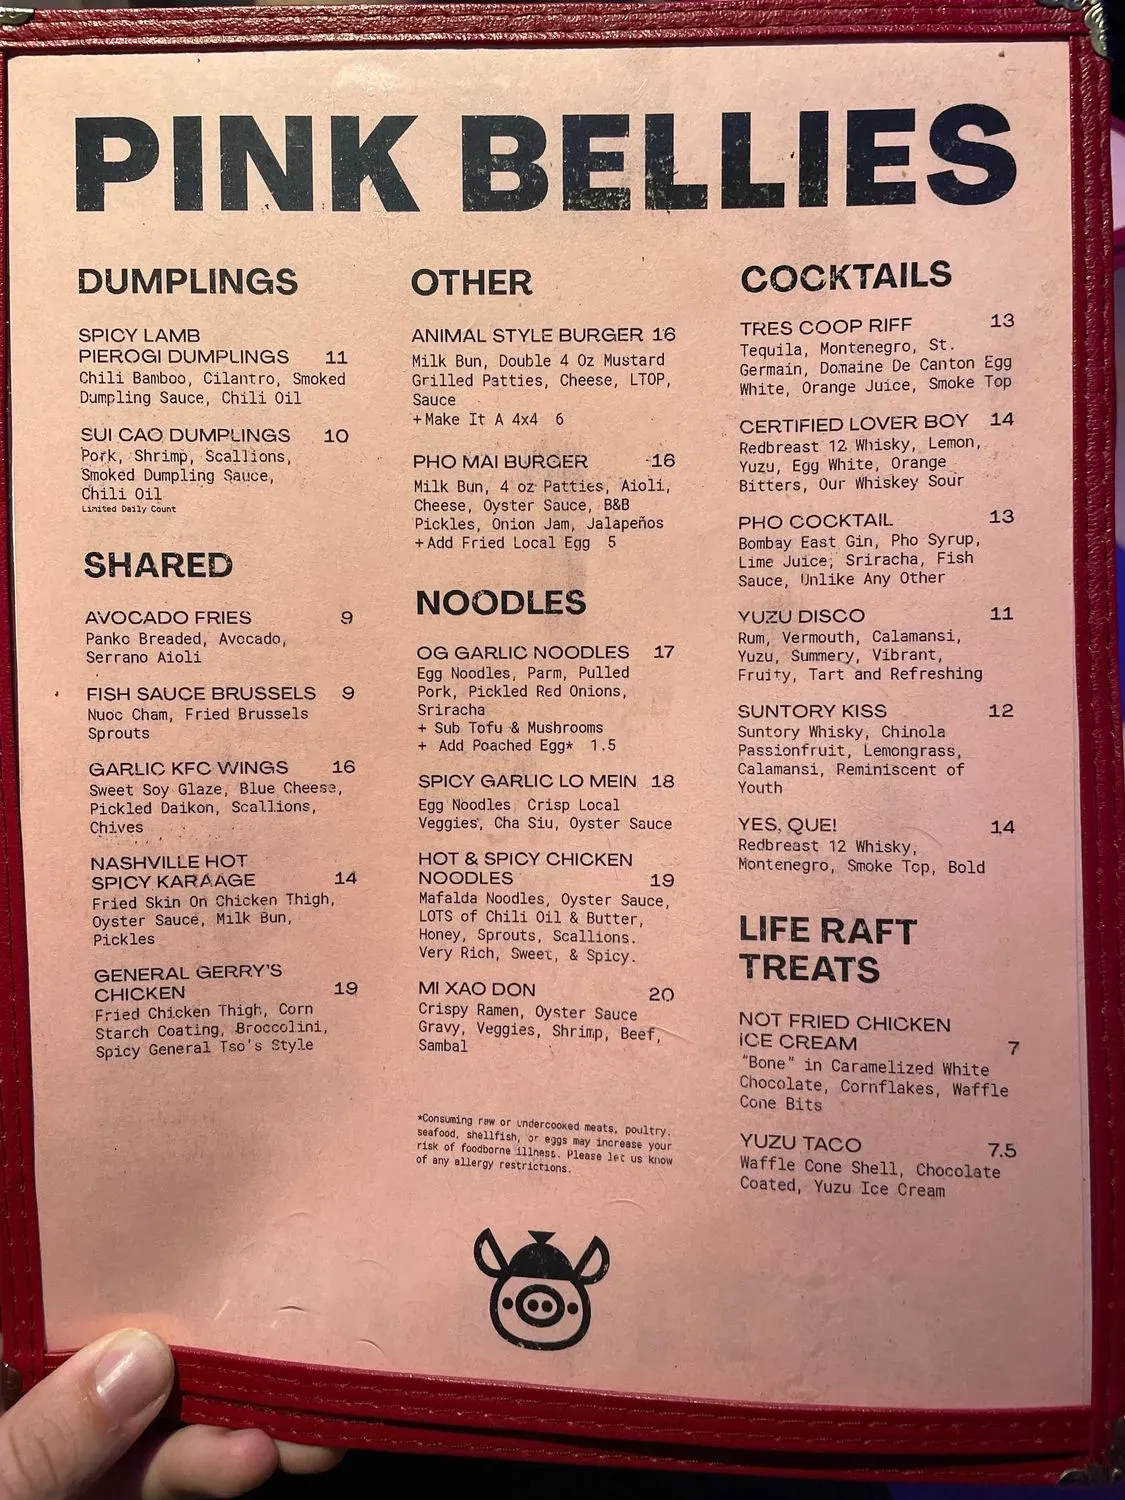 PINK BELLIES
DUMPLINGS
SPICY LAMB
PIEROGI DUMPLINGS 11
Chili Bamboo, Cilantro, Smoked
Dumpling Sauce, Chili Oil
SUI CAO DUMPLINGS 10
Pork, Shrimp, Scallions,
Smoked Dumpling Sauce,
Chili Oil
Limited Daily Count
SHARED
AVOCADO FRIES 9
Panko Breaded, Avocado,
Serrano Aioli
FISH SAUCE BRUSSELS 9
Nuoc Cham, Fried Brussels
Sprouts
GARLIC KFC WINGS 16
Sweet Soy Glaze, Blue Cheese,
Pickled Daikon, Scallions,
Chives
NASHVILLE HOT
SPICY KARAAGE 14
Fried Skin On Chicken Thigh,
Oyster Sauce, Milk Bun,
Pickles
GENERAL GERRY'S
CHICKEN 19
Fried Chicken Thigh, Corn
Starch Coating, Broccolini,
Spicy General Tso's Style
OTHER
ANIMAL STYLE BURGER 16
Milk Bun, Double 4 Oz Mustard
Grilled Patties, Cheese, LTOP,
Sauce
+Make It A 4x4 6
PHO MAI BURGER 16
Milk Bun, 4 oz Patties, Aioli,
Cheese, Oyster Sauce, B&B
Pickles, Onion Jam, Jalapeños
+Add Fried Local Egg 5
NOODLES
OG GARLIC NOODLES 17
Egg Noodles, Parm, Pulled
Pork, Pickled Red Onions,
Sriracha
+ Sub Tofu & Mushrooms
+ Add Poached Egg* 1.5
SPICY GARLIC LO MEIN 18
Egg Noodles, Crisp Local
Veggies, Cha Siu, Oyster Sauce
HOT & SPICY CHICKEN
NOODLES 19
Mafalda Noodles, Oyster Sauce,
LOTS of Chili Oil & Butter,
Honey, Sprouts, Scallions.
Very Rich, Sweet, & Spicy.
MI XAO DON 20
Crispy Ramen, Oyster Sauce
Gravy, Veggies, Shrimp, Beef,
Sambal
*Consuming raw or undercooked meats, poultry,
seafood, shellfish, or eggs may increase your
risk of foodborne illness. Please let us know
of any allergy restrictions.
COCKTAILS
TRES COOP RIFF 13
Tequila, Montenegro, St.
Germain, Domaine De Canton Egg
White, Orange Juice, Smoke Top
CERTIFIED LOVER BOY 14
Redbreast 12 Whisky, Lemon,
Yuzu, Egg White, Orange
Bitters, Our Whiskey Sour
PHO COCKTAIL 13
Bombay East Gin, Pho Syrup,
Lime Juice, Sriracha, Fish
Sauce, Unlike Any Other
YUZU DISCO 11
Rum, Vermouth, Calamansi,
Yuzu, Summery, Vibrant,
Fruity, Tart and Refreshing
SUNTORY KISS 12
Suntory Whisky, Chinola
Passionfruit, Lemongrass,
Calamansi, Reminiscent of
Youth
YES, QUE! 14
Redbreast 12 Whisky,
Montenegro, Smoke Top, Bold
LIFE RAFT
TREATS
NOT FRIED CHICKEN
ICE CREAM 7
"Bone" in Caramelized White
Chocolate, Cornflakes, Waffle
Cone Bits
YUZU TACO 7.5
Waffle Cone Shell, Chocolate
Coated, Yuzu Ice Cream